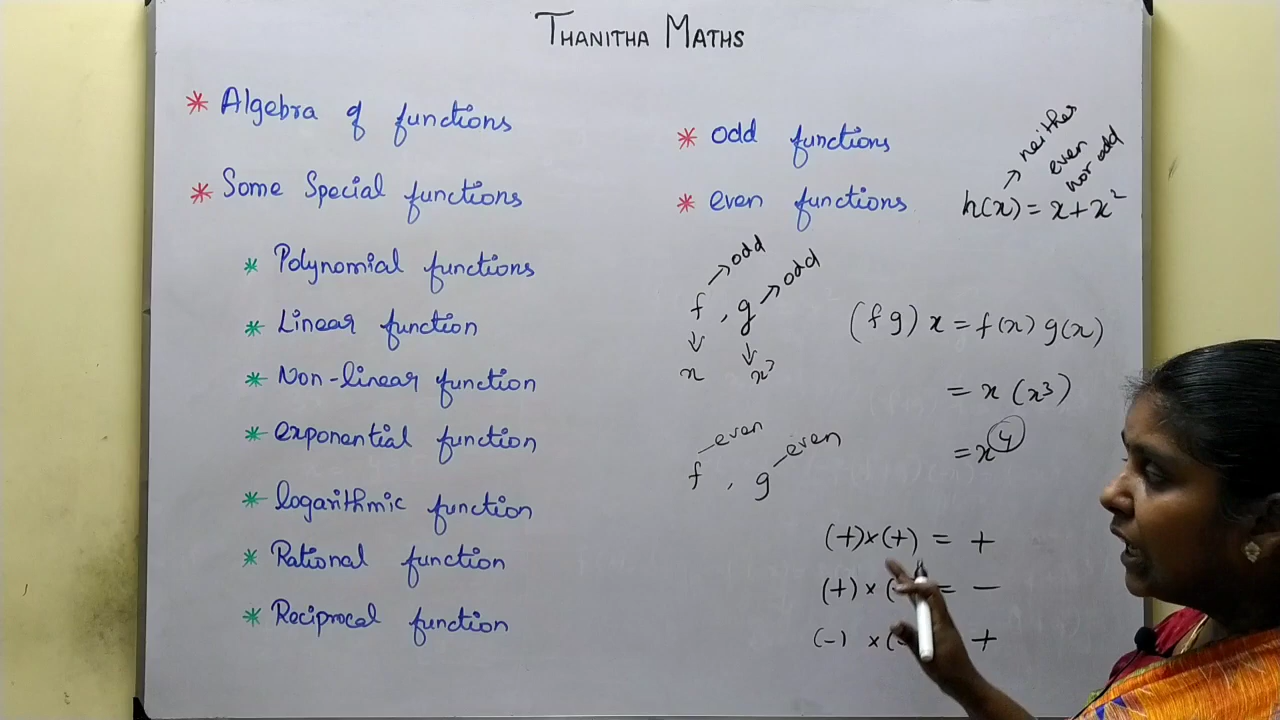 THANITHA MATHS
* Algebra of functions
* Some Special functions
* Polynomial functions
* Linear function
* Non-linear function
* exponential function
* logarithmic function
* Rational function
* Reciprocal function
* odd functions
* even functions
neither
even
nor odd
h(x) = x + x²
→ odd
→ odd
f , g
↓ ↓
x x³
(fg) x = f(x) g(x)
= x (x³)
= x⁴
even
even
f , g
(+)×(+) = +
(+) × ( = −
(-) × ( +